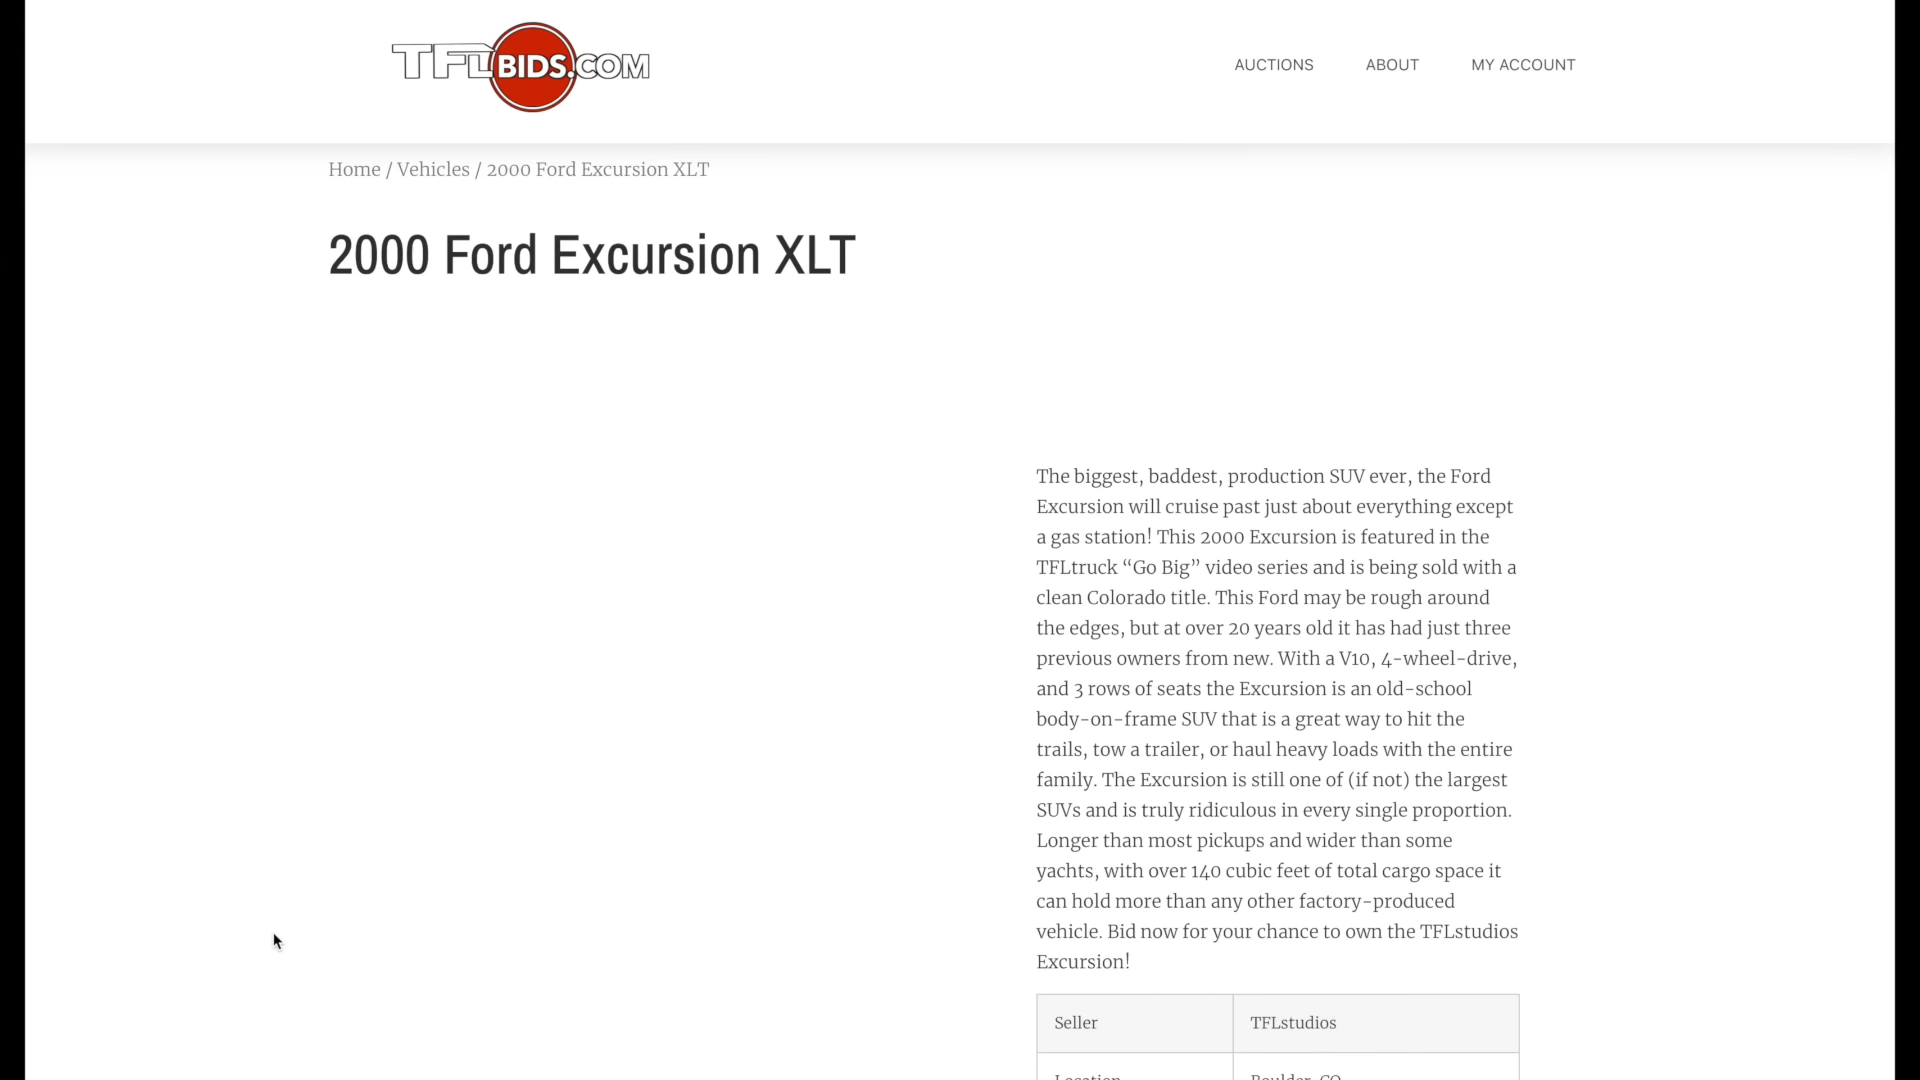 TFLBIDS.COM
AUCTIONS
ABOUT
MY ACCOUNT
Home / Vehicles / 2000 Ford Excursion XLT
2000 Ford Excursion XLT
The biggest, baddest, production SUV ever, the Ford
Excursion will cruise past just about everything except
a gas station! This 2000 Excursion is featured in the
TFLtruck “Go Big” video series and is being sold with a
clean Colorado title. This Ford may be rough around
the edges, but at over 20 years old it has had just three
previous owners from new. With a V10, 4-wheel-drive,
and 3 rows of seats the Excursion is an old-school
body-on-frame SUV that is a great way to hit the
trails, tow a trailer, or haul heavy loads with the entire
family. The Excursion is still one of (if not) the largest
SUVs and is truly ridiculous in every single proportion.
Longer than most pickups and wider than some
yachts, with over 140 cubic feet of total cargo space it
can hold more than any other factory-produced
vehicle. Bid now for your chance to own the TFLstudios
Excursion!
Seller
TFLstudios
Location
Boulder, CO